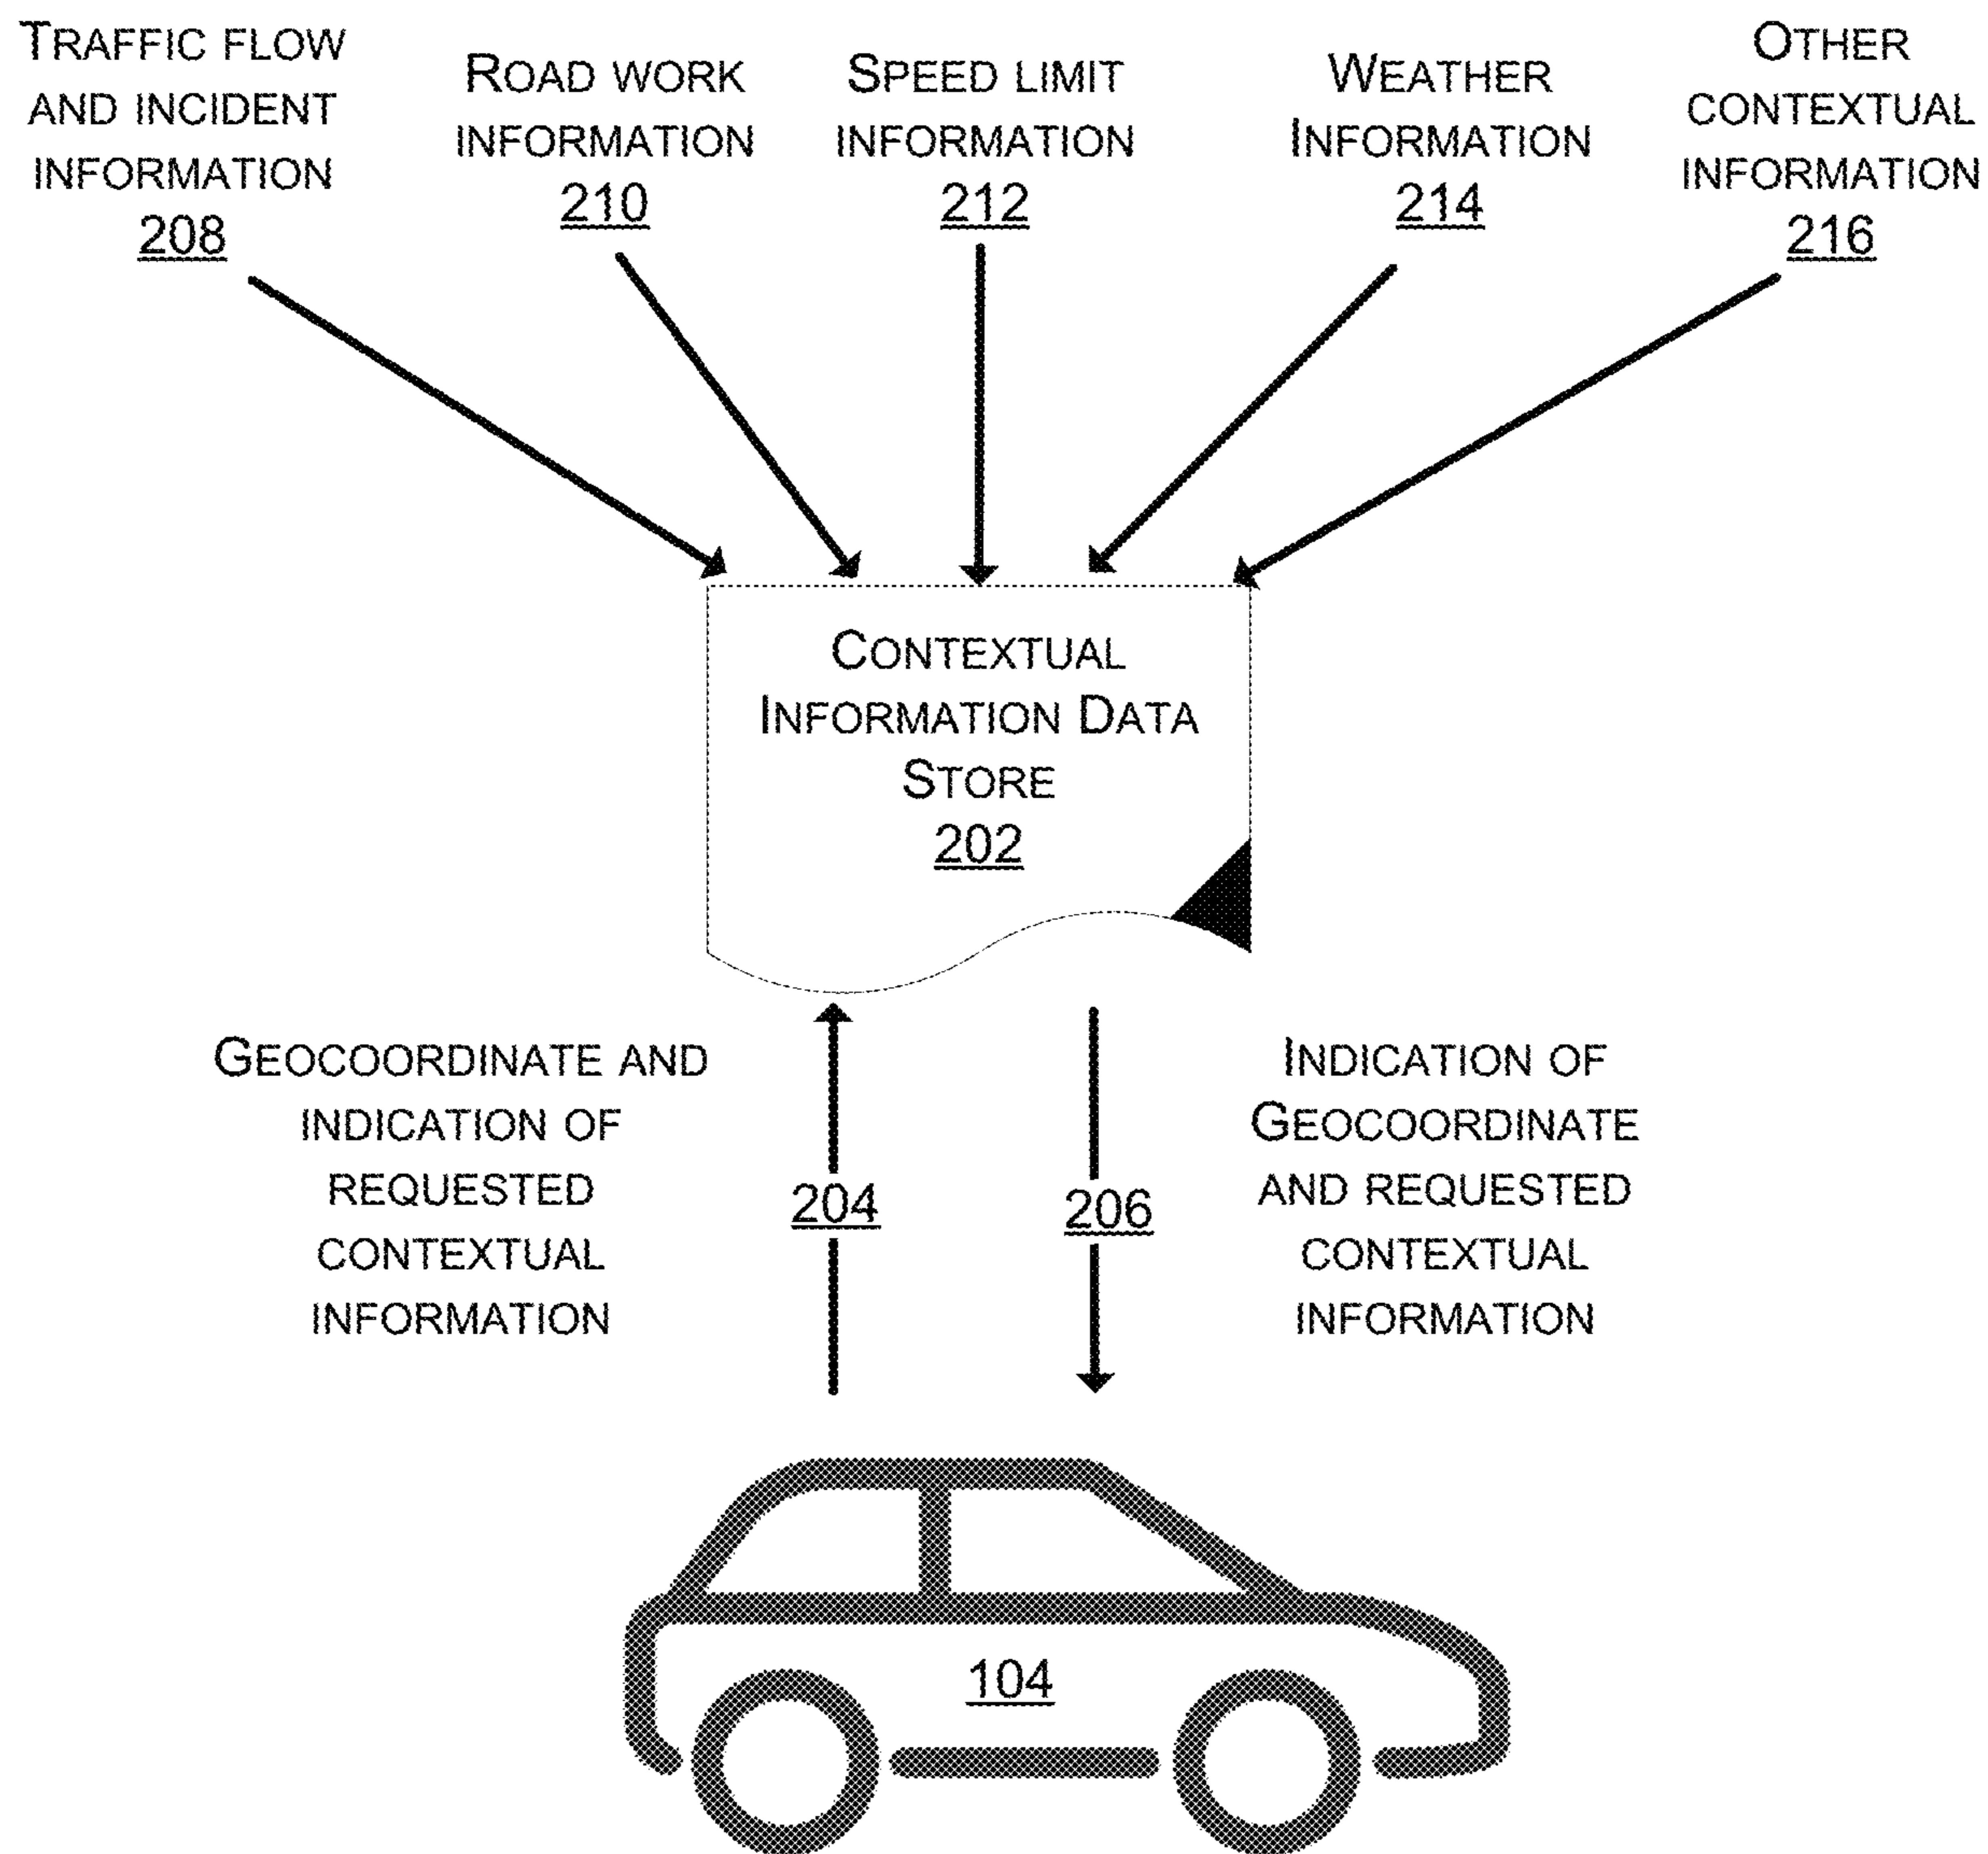 TRAFFIC FLOW
AND INCIDENT
INFORMATION
208
ROAD WORK
INFORMATION
210
SPEED LIMIT
INFORMATION
212
WEATHER
INFORMATION
214
OTHER
CONTEXTUAL
INFORMATION
216
CONTEXTUAL
INFORMATION DATA
STORE
202
GEOCOORDINATE AND
INDICATION OF
REQUESTED
CONTEXTUAL
INFORMATION
204
206
INDICATION OF
GEOCOORDINATE
AND REQUESTED
CONTEXTUAL
INFORMATION
104